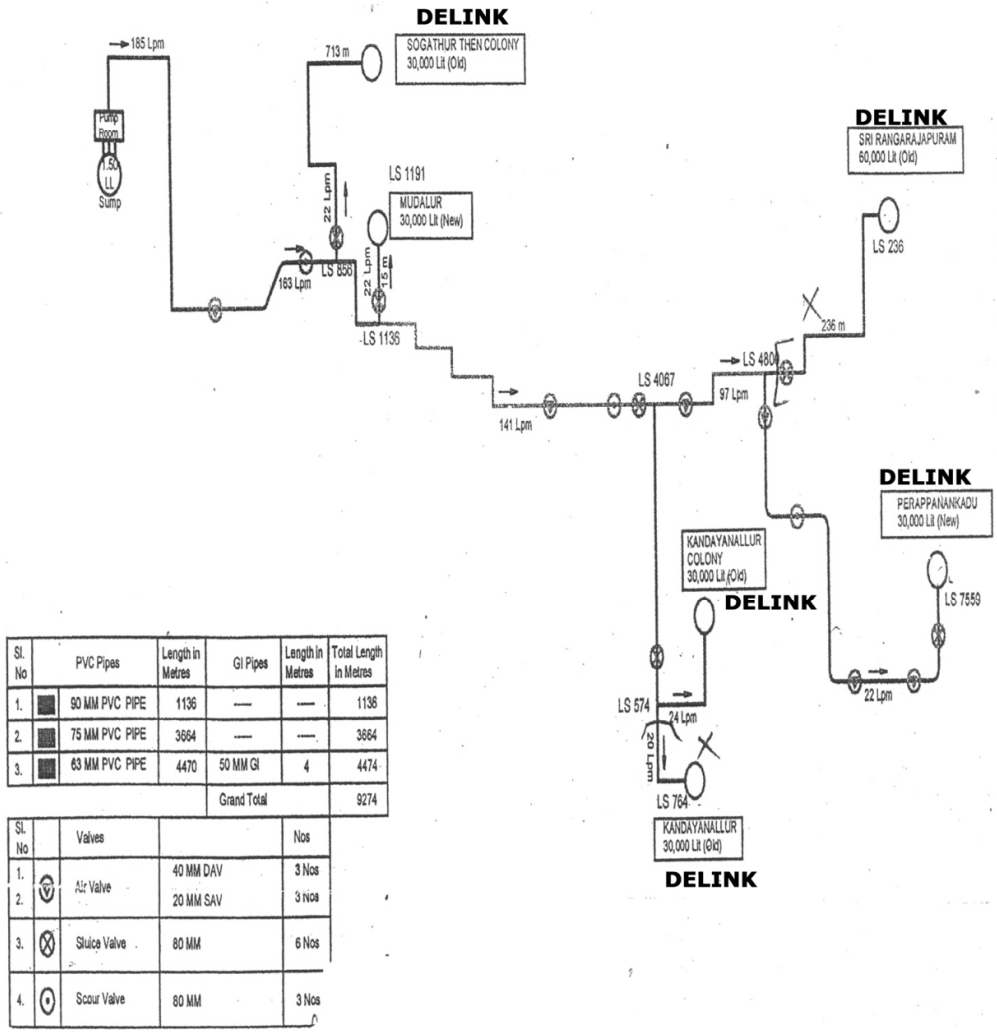 DELINK
SOGATHUR THEN COLONY
30,000 Lit (Old)
185 Lpm
713 m
Pump
Room
1.50
LL
Sump
22 Lpm
LS 1191
MUDALUR
30,000 Lit (New)
DELINK
SRI RANGARAJAPURAM
60,000 Lit (Old)
LS 236
163 Lpm
LS 856
22 Lpm
15 m
LS 1136
236 m
LS 4067
LS 480
97 Lpm
141 Lpm
DELINK
PERAPPANANKADU
30,000 Lit (New)
LS 7559
22 Lpm
KANDAYANALLUR
COLONY
30,000 Lit (Old)
DELINK
LS 574
24 Lpm
20 Lpm
LS 764
KANDAYANALLUR
30,000 Lit (Old)
DELINK
Sl. No PVC Pipes Length in Metres GI Pipes Length in Metres Total Length In Metres
1. 90 MM PVC PIPE 1136 ---- ---- 1136
2. 75 MM PVC PIPE 3664 ---- ---- 3664
3. 63 MM PVC PIPE 4470 50 MM GI 4 4474
Grand Total 9274
Sl. No Valves Nos
1. Air Valve 40 MM DAV 3 Nos
2. 20 MM SAV 3 Nos
3. Sluice Valve 80 MM 6 Nos
4. Scour Valve 80 MM 3 Nos